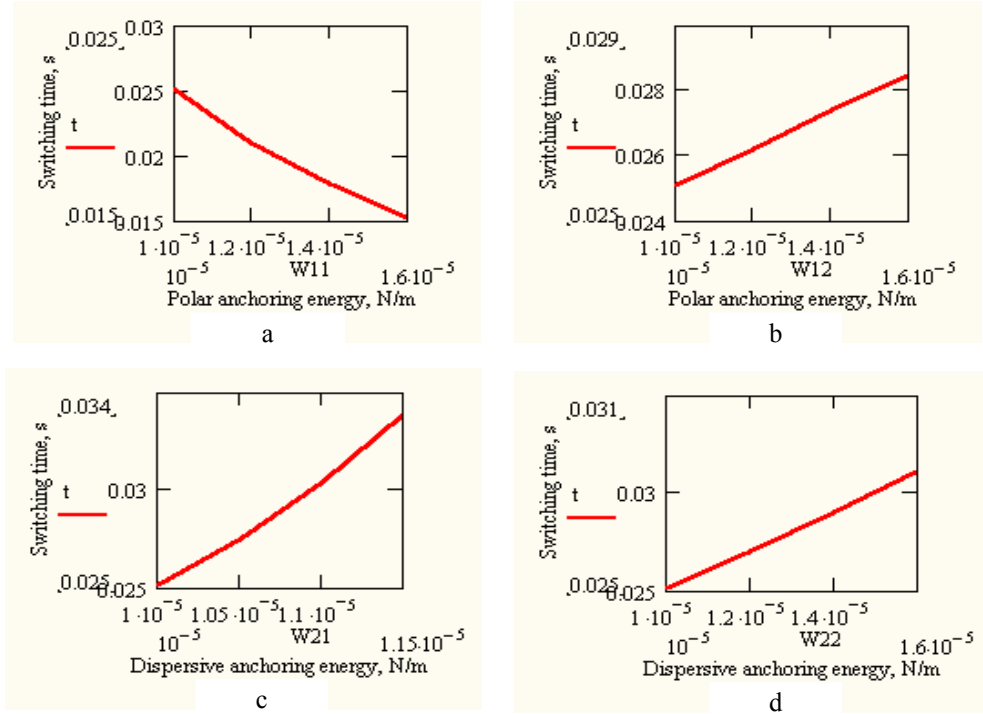 0.025
0.03
0.025
0.02
0.015
0.015
Switching time, s
t
1·10⁻⁵ 1.2·10⁻⁵ 1.4·10⁻⁵
10⁻⁵ W11 1.6·10⁻⁵
Polar anchoring energy, N/m
a
0.029
0.028
0.026
0.025
0.024
Switching time, s
t
1·10⁻⁵ 1.2·10⁻⁵ 1.4·10⁻⁵
10⁻⁵ W12 1.6·10⁻⁵
Polar anchoring energy, N/m
b
0.034
0.03
0.025
0.025
Switching time, s
t
1·10⁻⁵ 1.05·10⁻⁵ 1.1·10⁻⁵
10⁻⁵ W21 1.15·10⁻⁵
Dispersive anchoring energy, N/m
c
0.031
0.03
0.025
0.025
Switching time, s
t
1·10⁻⁵ 1.2·10⁻⁵ 1.4·10⁻⁵
10⁻⁵ W22 1.6·10⁻⁵
Dispersive anchoring energy, N/m
d